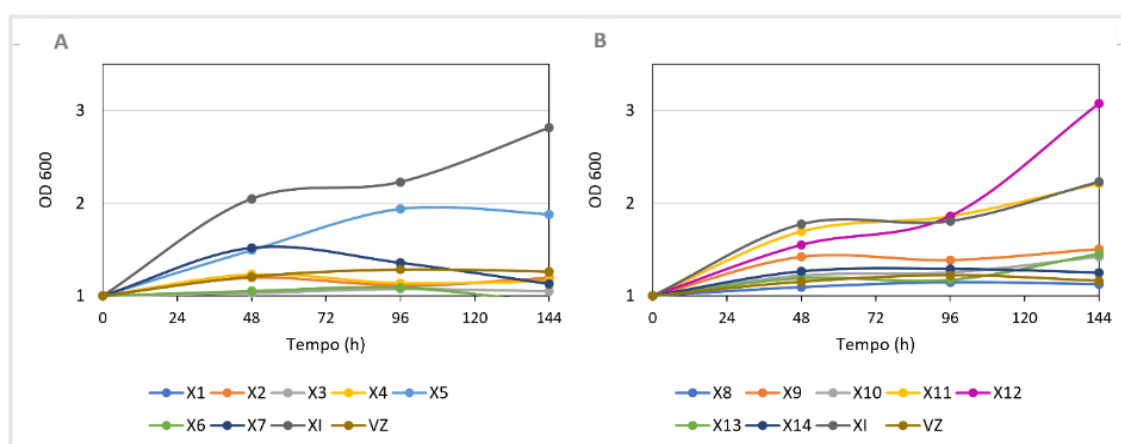 A
3
2
1
OD 600
0 24 48 72 96 120 144
Tempo (h)
X1 X2 X3 X4 X5
X6 X7 XI VZ
B
3
2
1
OD 600
0 24 48 72 96 120 144
Tempo (h)
X8 X9 X10 X11 X12
X13 X14 XI VZ